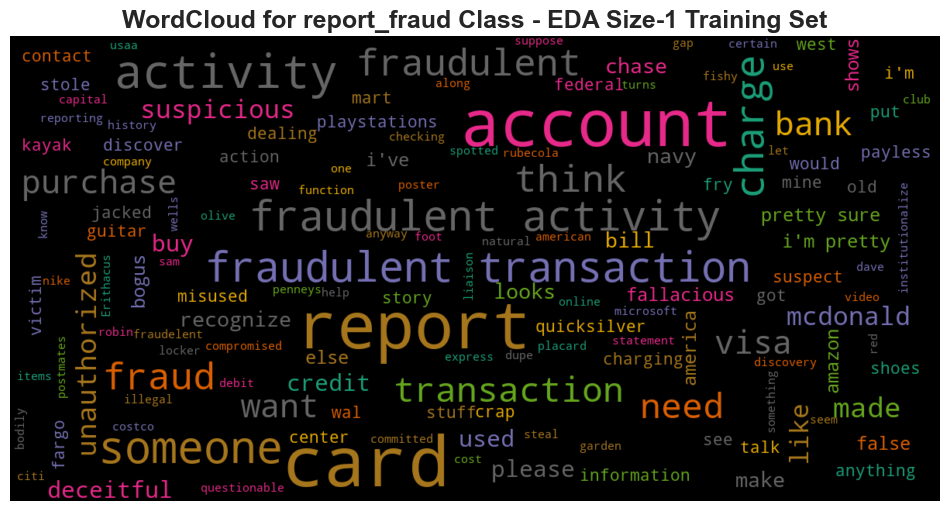 WordCloud for report_fraud Class - EDA Size-1 Training Set
contact
usaa
activity
fraudulent
suppose
gap
certain
west
shows
stole
capital
along
chase
federal
turns
fishy
use
i'm
reporting
history
suspicious
mart
playstations
account
charge
bank
put
club
kayak
discover
dealing
checking
company
action
i've
spotted
rubecola
navy
let
would
payless
purchase
one
saw
function
poster
think
fry
mine
old
know
jacked
guitar
wells
olive
fraudulent activity
pretty sure
institutionalize
buy
anyway
foot
natural
american
bill
i'm pretty
sam
fraudulent transaction
victim
nike
unauthorized
Erithacus
bogus
misused
penneys
help
story
liaison
looks
online
fallacious
suspect
got
dave
video
recognize
report
quicksilver
microsoft
statement
mcdonald
robin
fraudelent
else
placard
america
visa
amazon
red
locker
compromised
express
dupe
charging
discovery
shoes
items
postmates
fraud
debit
credit
transaction
illegal
want
wal
stuff
crap
need
something
like
made
seem
bodily
fargo
costco
someone
center
committed
used
steal
garden
see
talk
false
citi
card
cost
please
information
make
anything
deceitful
questionable